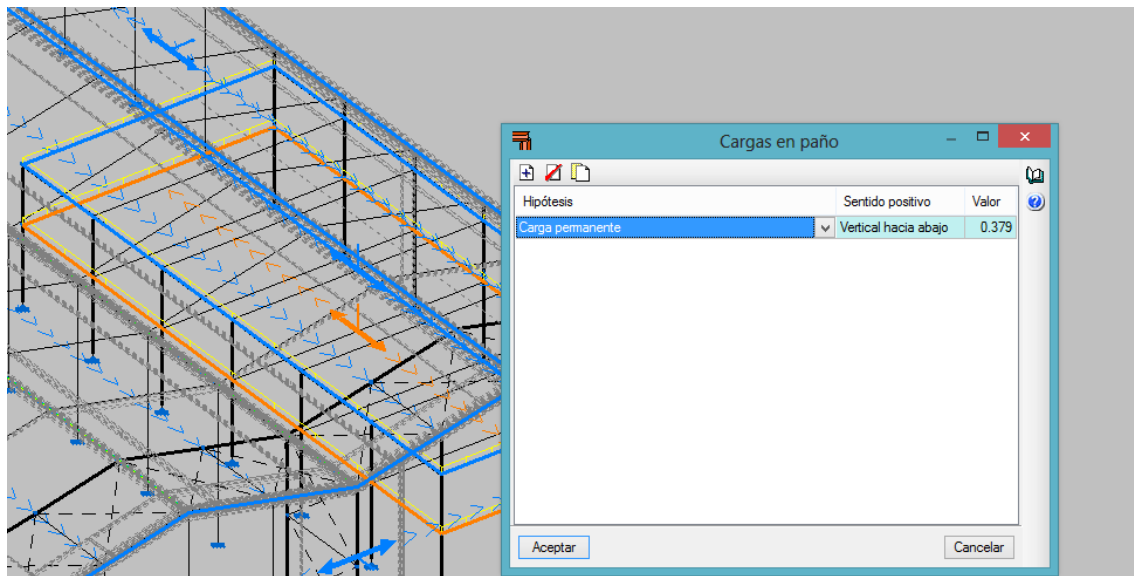 Cargas en paño
Hipótesis Sentido positivo Valor
Carga permanente Vertical hacia abajo 0.379
Aceptar Cancelar